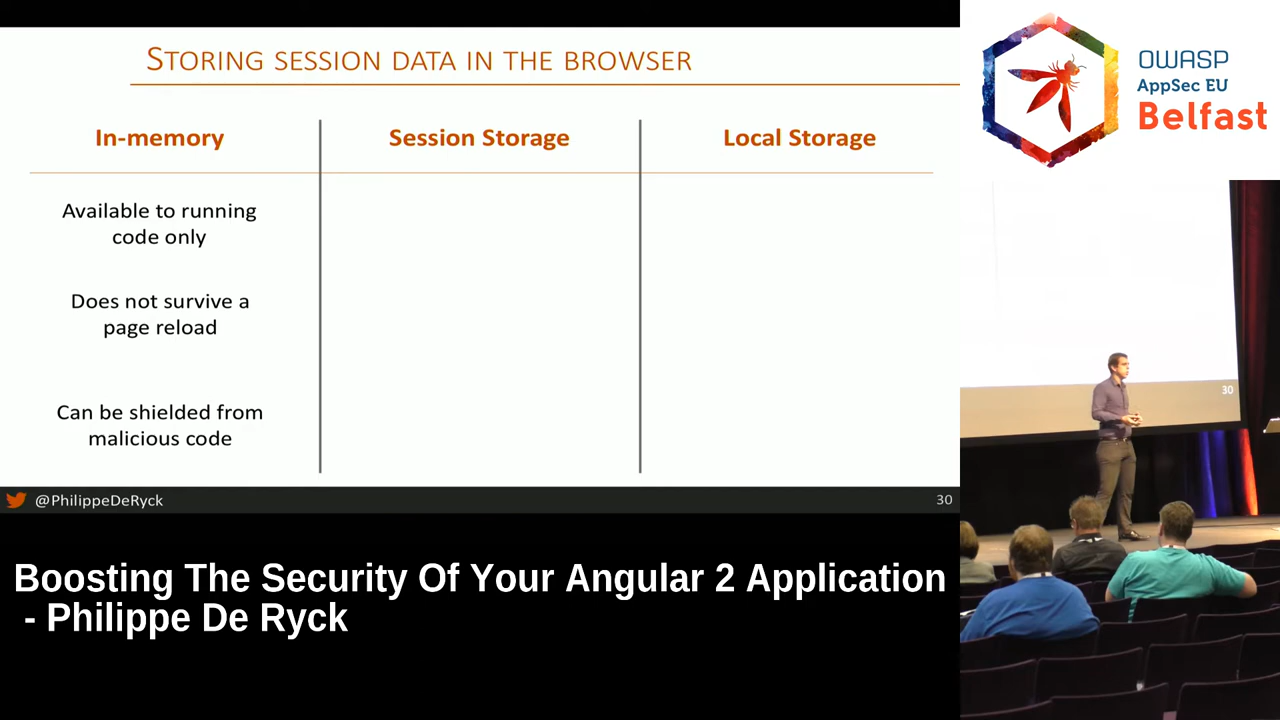 STORING SESSION DATA IN THE BROWSER
In-memory
Session Storage
Local Storage
Available to running
code only
Does not survive a
page reload
Can be shielded from
malicious code
@PhilippeDeRyck
30
OWASP
AppSec EU
Belfast
30
Boosting The Security Of Your Angular 2 Application
- Philippe De Ryck